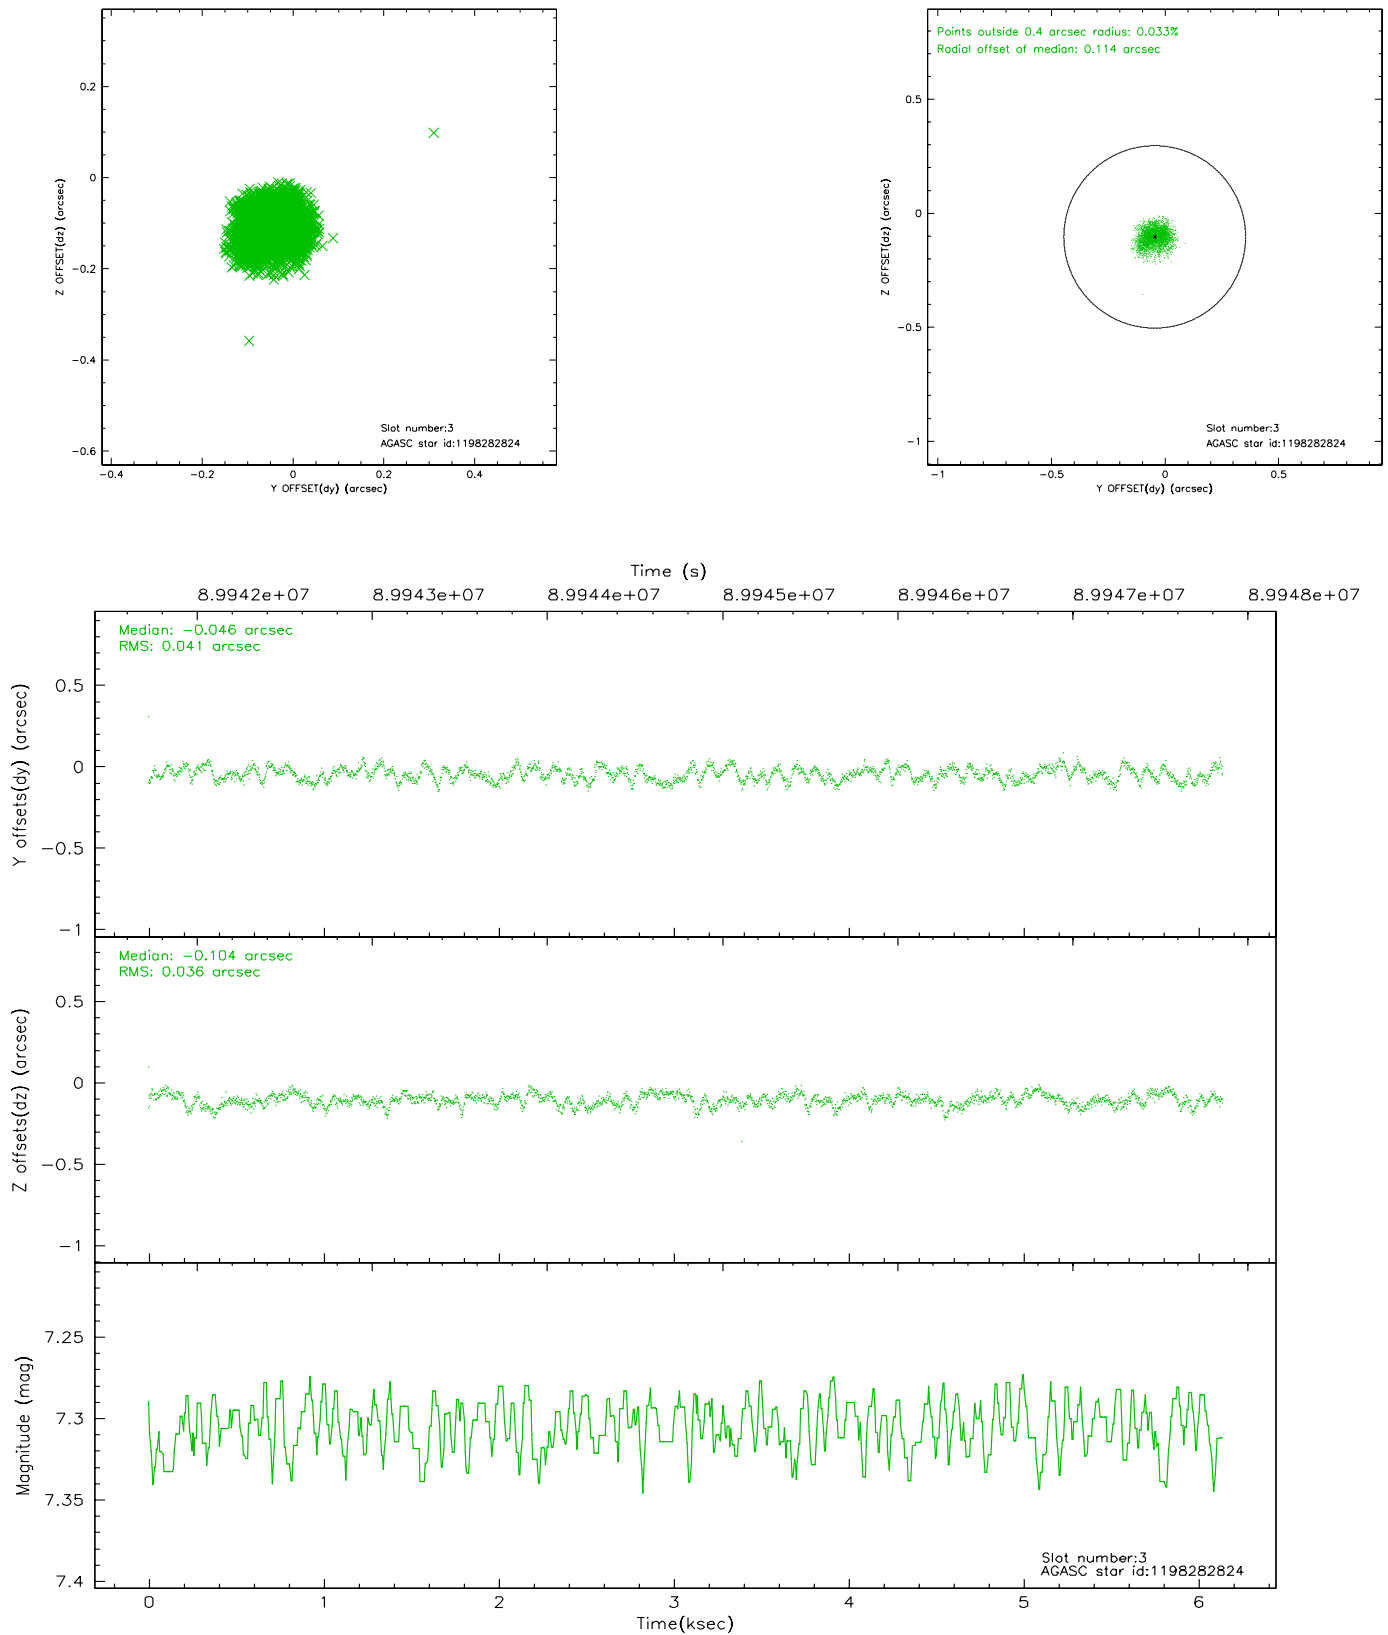 0.2
0
−0.2
−0.4
−0.6
Z OFFSET(dz) (arcsec)
Slot number:3
AGASC star id:1198282824
−0.4 −0.2 0 0.2 0.4
Y OFFSET(dy) (arcsec)
Points outside 0.4 arcsec radius: 0.033%
Radial offset of median: 0.114 arcsec
0.5
0
−0.5
−1
Z OFFSET(dz) (arcsec)
Slot number:3
AGASC star id:1198282824
−1 −0.5 0 0.5
Y OFFSET(dy) (arcsec)
Time (s)
8.9942e+07 8.9943e+07 8.9944e+07 8.9945e+07 8.9946e+07 8.9947e+07 8.9948e+07
Median: −0.046 arcsec
RMS: 0.041 arcsec
0.5
0
−0.5
−1
Y offsets(dy) (arcsec)
Median: −0.104 arcsec
RMS: 0.036 arcsec
0.5
0
−0.5
−1
Z offsets(dz) (arcsec)
7.25
7.3
7.35
7.4
Magnitude (mag)
Slot number:3
AGASC star id:1198282824
0 1 2 3 4 5 6
Time(ksec)